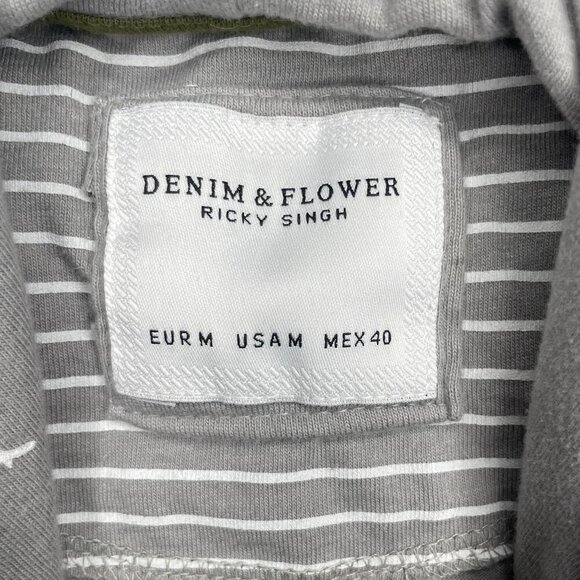 DENIM & FLOWER
RICKY SINGH
EUR M USA M MEX 40